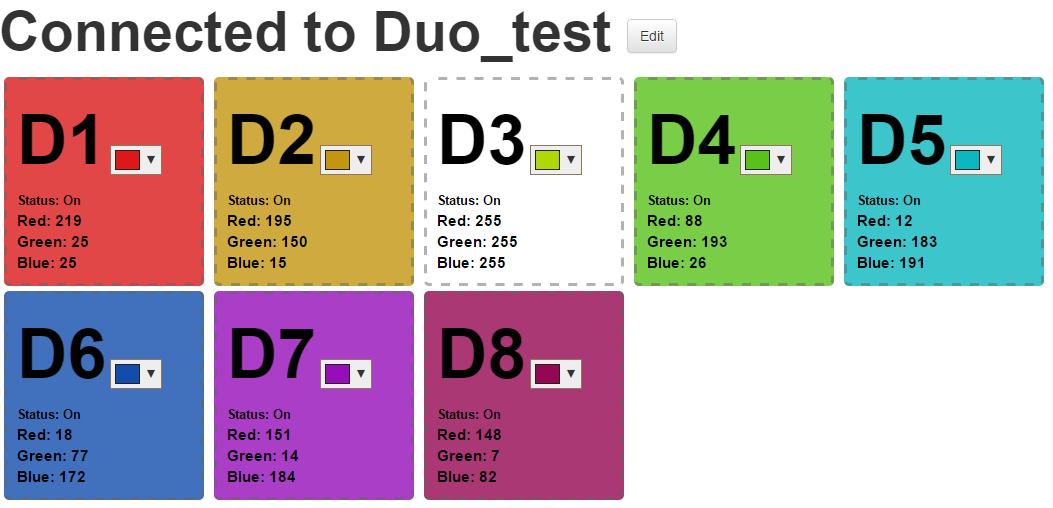 Connected to Duo_test Edit
D1 ▼
Status: On
Red: 219
Green: 25
Blue: 25
D2 ▼
Status: On
Red: 195
Green: 150
Blue: 15
D3 ▼
Status: On
Red: 255
Green: 255
Blue: 255
D4 ▼
Status: On
Red: 88
Green: 193
Blue: 26
D5 ▼
Status: On
Red: 12
Green: 183
Blue: 191
D6 ▼
Status: On
Red: 18
Green: 77
Blue: 172
D7 ▼
Status: On
Red: 151
Green: 14
Blue: 184
D8 ▼
Status: On
Red: 148
Green: 7
Blue: 82